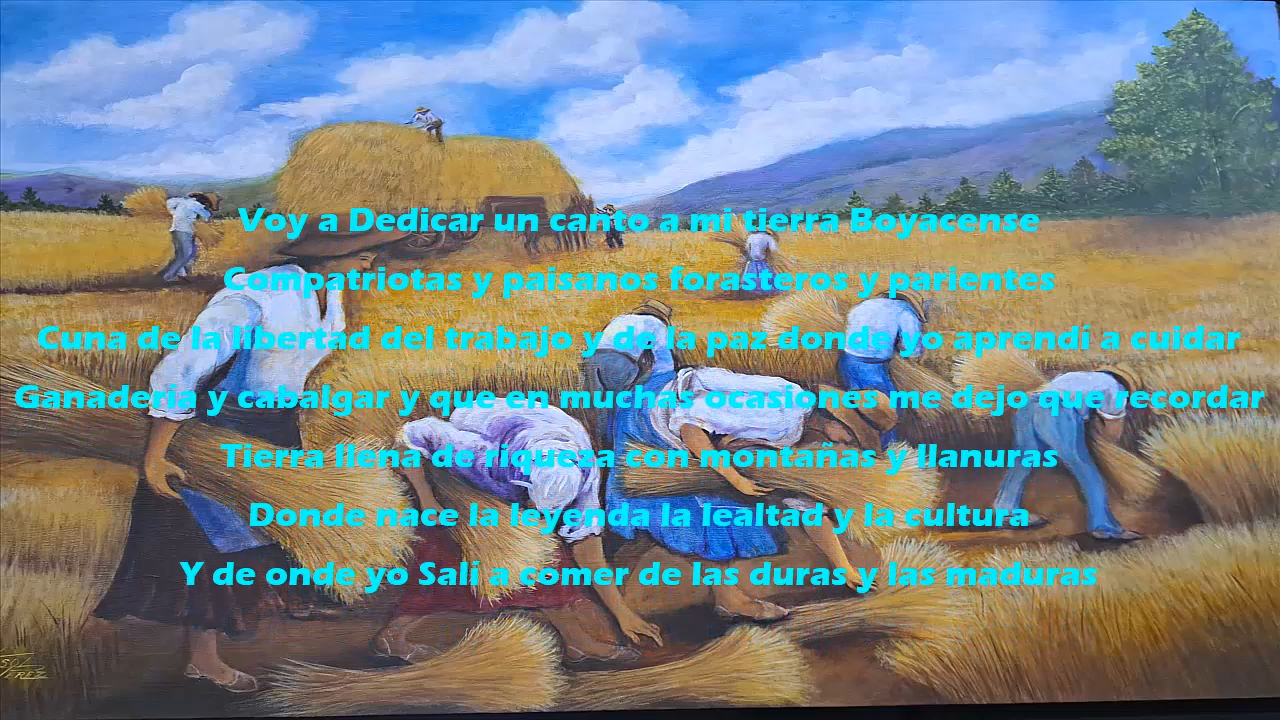 Voy a Dedicar un canto a mi tierra Boyacense
Compatriotas y paisanos forasteros y parientes
Cuna de la libertad del trabajo y de la paz donde yo aprendí a cuidar
Ganadería y cabalgar y que en muchas ocasiones me dejo que recordar
Tierra llena de riqueza con montañas y llanuras
Donde nace la leyenda la lealtad y la cultura
Y de onde yo Salí a comer de las duras y las maduras
SOL
PEREZ